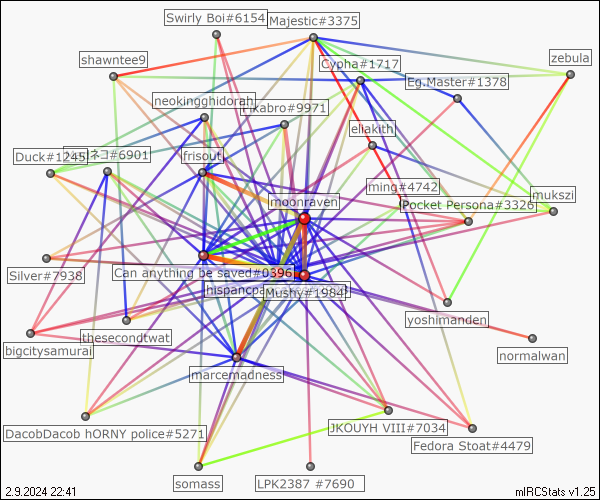 Swirly Boi#6154
Majestic#3375
shawntee9
Cypha#1717
zebula
Eg.Master#1378
neokingghidorah
Pikabro#9971
eliakith
Duck#1245
ネコ#6901
frisout
ming#4742
mukszi
moonraven
Pocket Persona#3326
Silver#7938
Can anything be saved#0396
Mushy#1984
yoshimanden
bigcitysamurai
thesecondtwat
normalwan
marcemadness
DacobDacob hORNY police#5271
JKOUYH VIII#7034
Fedora Stoat#4479
somass
LPK2387 #7690
2.9.2024 22:41
mIRCStats v1.25